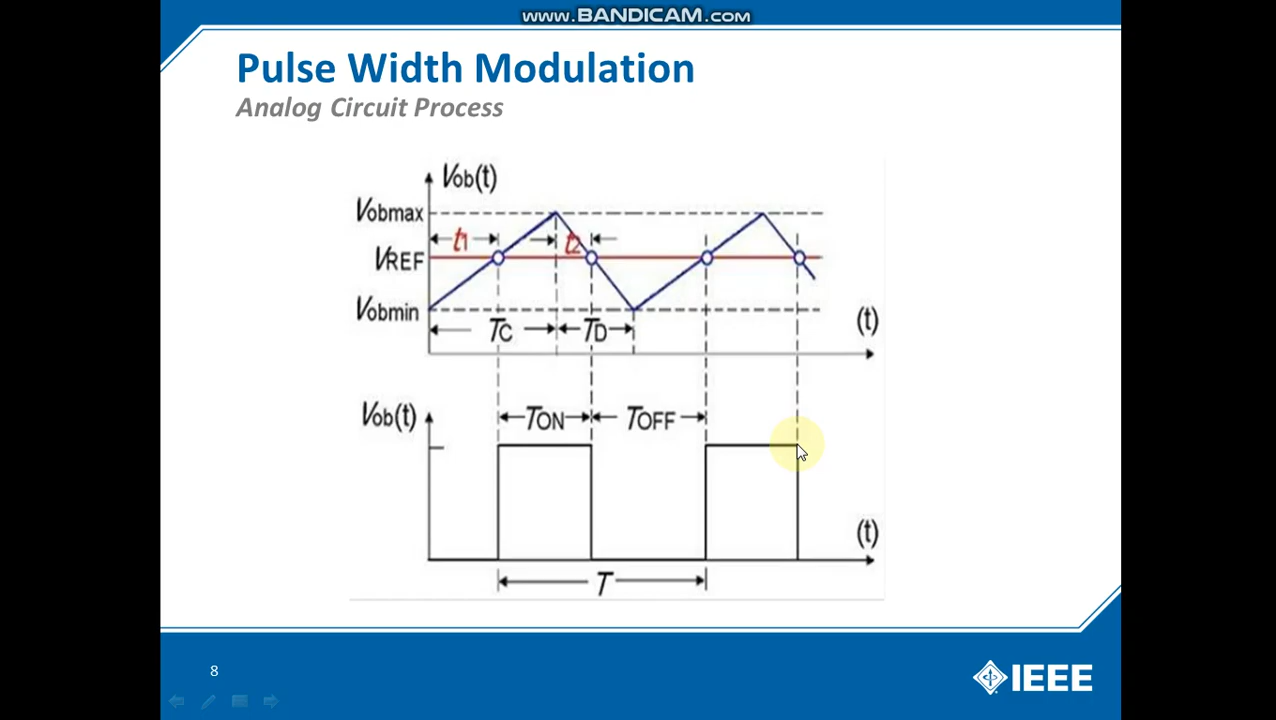 www.BANDICAM.com
Pulse Width Modulation
Analog Circuit Process
Vob(t)
Vobmax
t1
t2
VREF
Vobmin
TC
TD
(t)
Vob(t)
TON
TOFF
(t)
T
8
IEEE